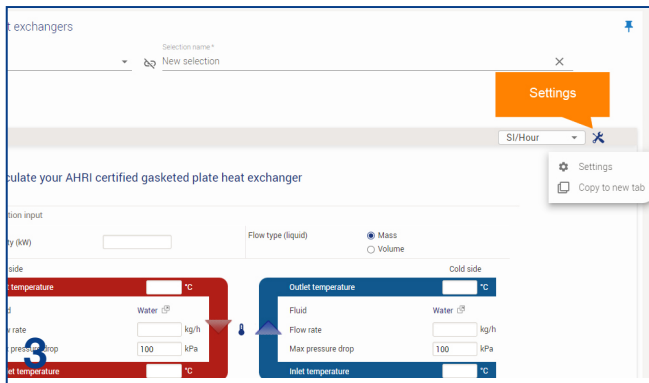 t exchangers
Selection name *
New selection
Settings
SI/Hour
Settings
Copy to new tab
culate your AHRI certified gasketed plate heat exchanger
tion input
ty (kW)
Flow type (liquid)
Mass
Volume
side
Cold side
t temperature °C
Outlet temperature °C
d Water
Fluid Water
w rate kg/h
Flow rate kg/h
x pressure drop 100 kPa
Max pressure drop 100 kPa
et temperature °C
Inlet temperature °C
3